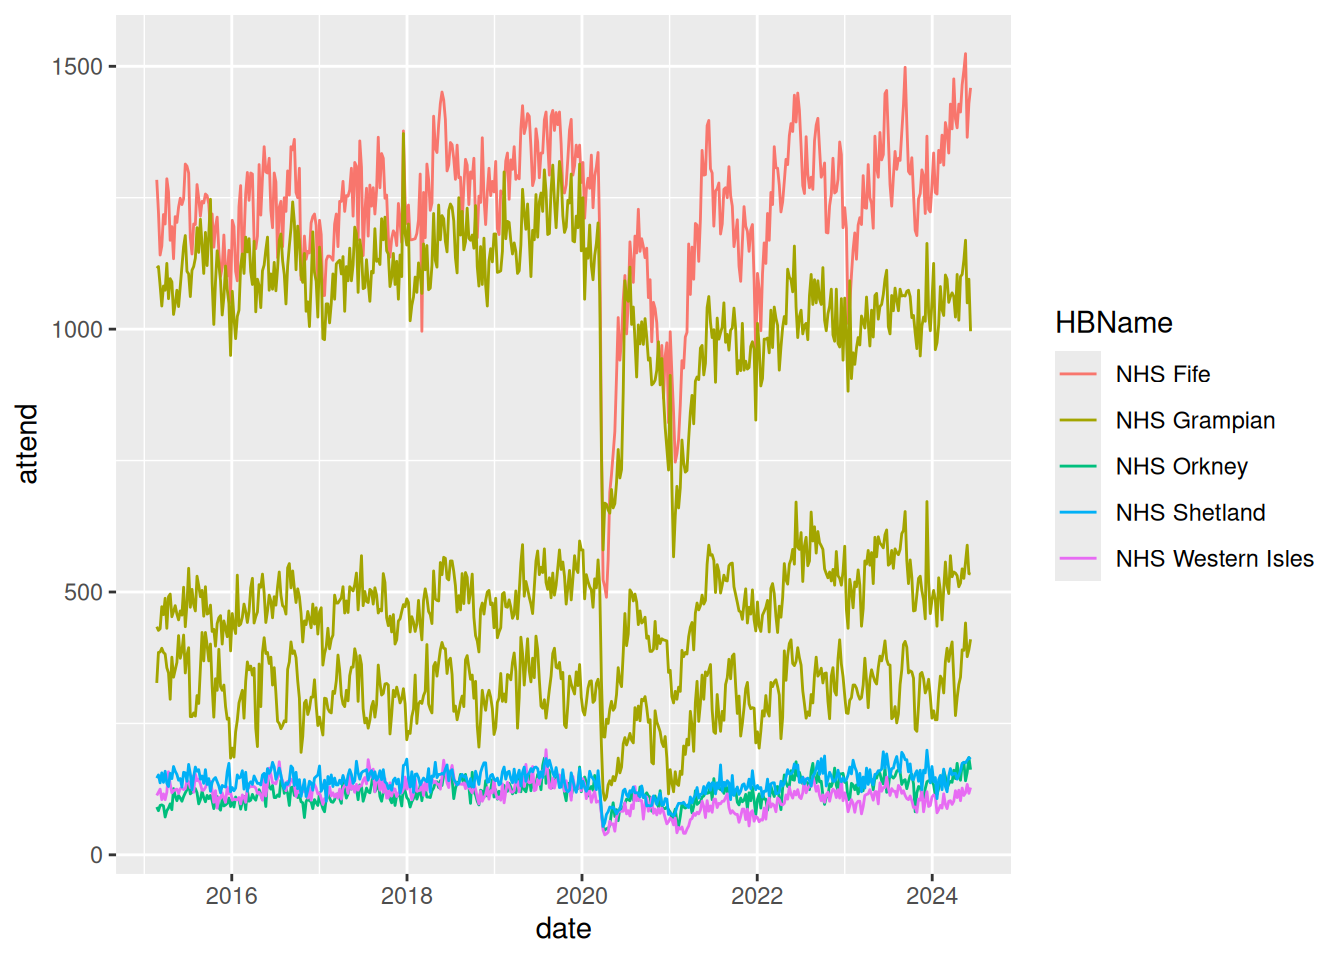 1500
1000
500
0
attend
2016
2018
2020
2022
2024
date
HBName
NHS Fife
NHS Grampian
NHS Orkney
NHS Shetland
NHS Western Isles